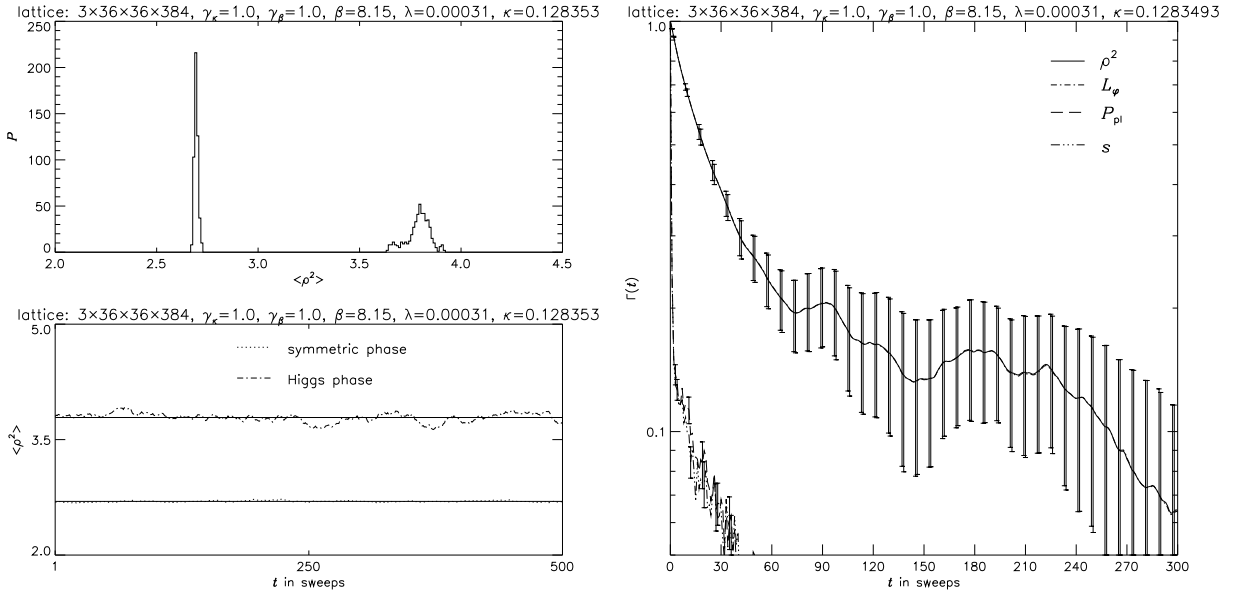 lattice: 3×36×36×384, γκ=1.0, γβ=1.0, β=8.15, λ=0.00031, κ=0.128353
250
200
150
100
50
0
P
2.0 2.5 3.0 3.5 4.0 4.5
<ρ²>
lattice: 3×36×36×384, γκ=1.0, γβ=1.0, β=8.15, λ=0.00031, κ=0.128353
5.0
3.5
2.0
<ρ²>
symmetric phase
Higgs phase
1 250 500
t in sweeps
lattice: 3×36×36×384, γκ=1.0, γβ=1.0, β=8.15, λ=0.00031, κ=0.1283493
1.0
0.1
Γ(t)
ρ²
Lφ
Ppl
s
0 30 60 90 120 150 180 210 240 270 300
t in sweeps